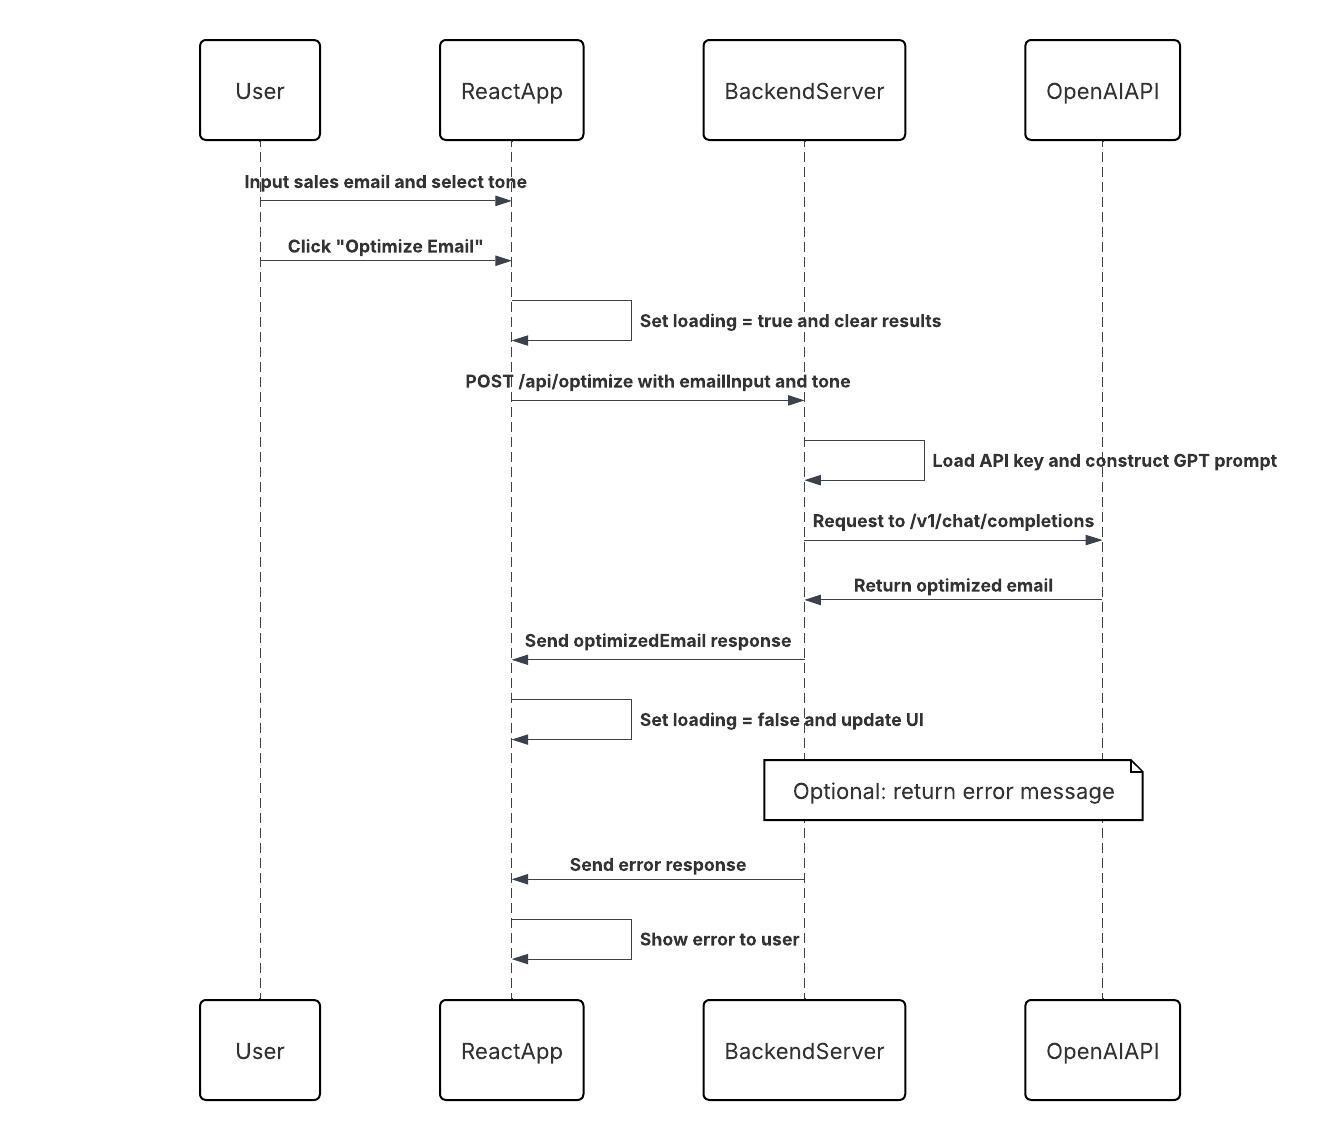 User
ReactApp
BackendServer
OpenAIAPI
Input sales email and select tone
Click "Optimize Email"
Set loading = true and clear results
POST /api/optimize with emailInput and tone
Load API key and construct GPT prompt
Request to /v1/chat/completions
Return optimized email
Send optimizedEmail response
Set loading = false and update UI
Optional: return error message
Send error response
Show error to user
User
ReactApp
BackendServer
OpenAIAPI